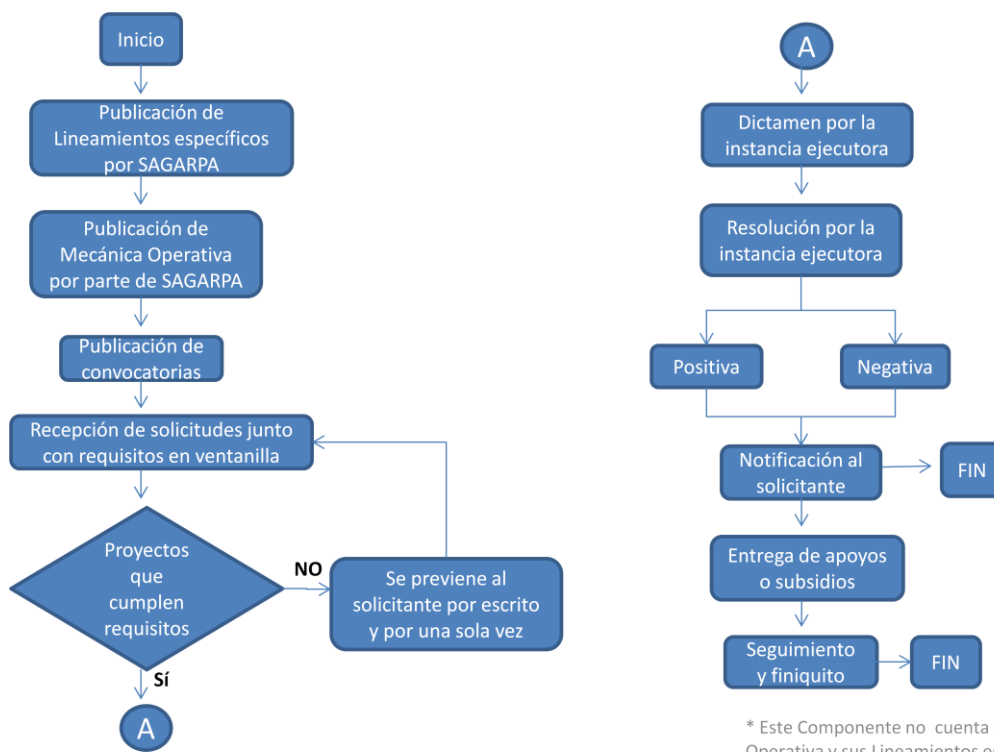 Inicio
Publicación de
Lineamientos específicos
por SAGARPA
Publicación de
Mecánica Operativa
por parte de SAGARPA
Publicación de
convocatorias
Recepción de solicitudes junto
con requisitos en ventanilla
Proyectos
que
cumplen
requisitos
NO
Se previene al
solicitante por escrito
y por una sola vez
Sí
A
A
Dictamen por la
instancia ejecutora
Resolución por la
instancia ejecutora
Positiva
Negativa
Notificación al
solicitante
FIN
Entrega de apoyos
o subsidios
Seguimiento
y finiquito
FIN
* Este Componente no cuenta
Operativa y sus Lineamientos